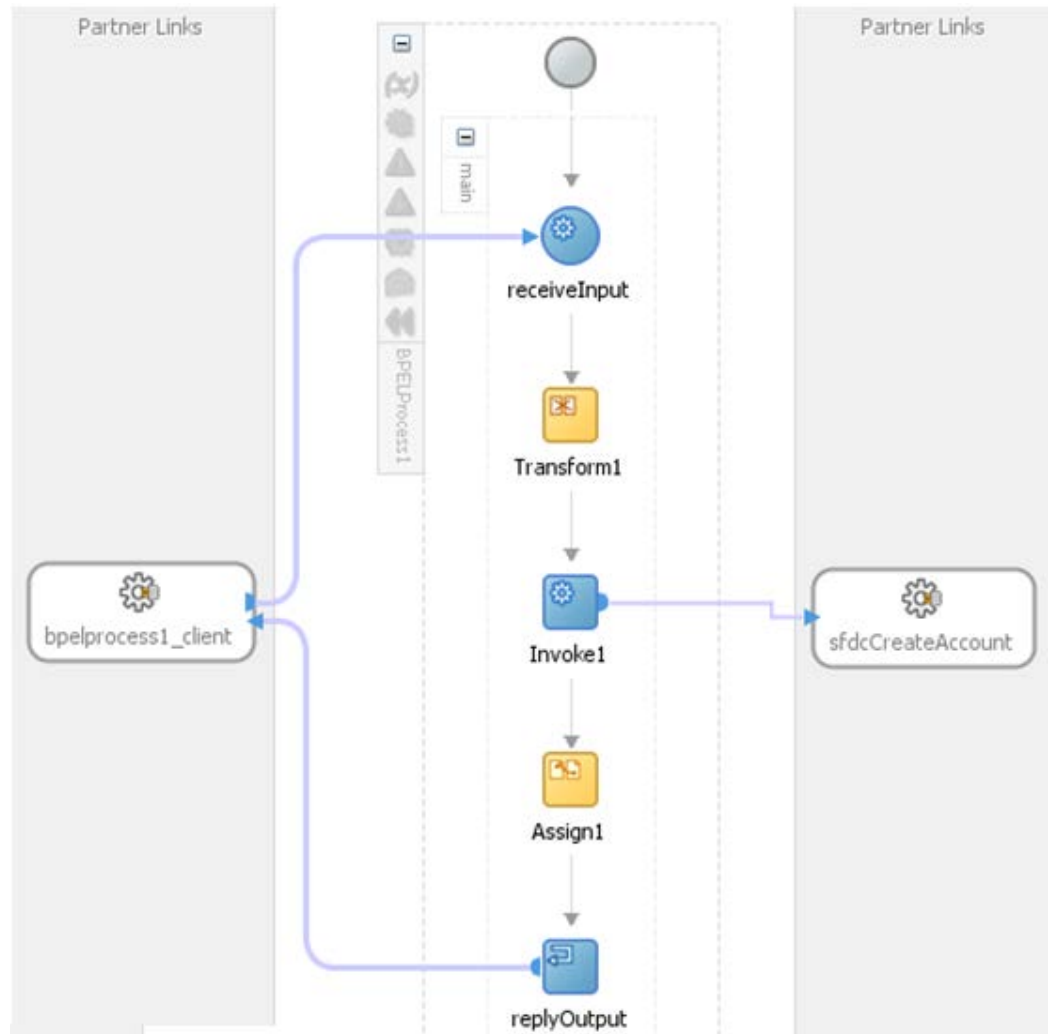 Partner Links
Partner Links
main
receiveInput
BPELProcess1
Transform1
bpelprocess1_client
Invoke1
sfdcCreateAccount
Assign1
replyOutput